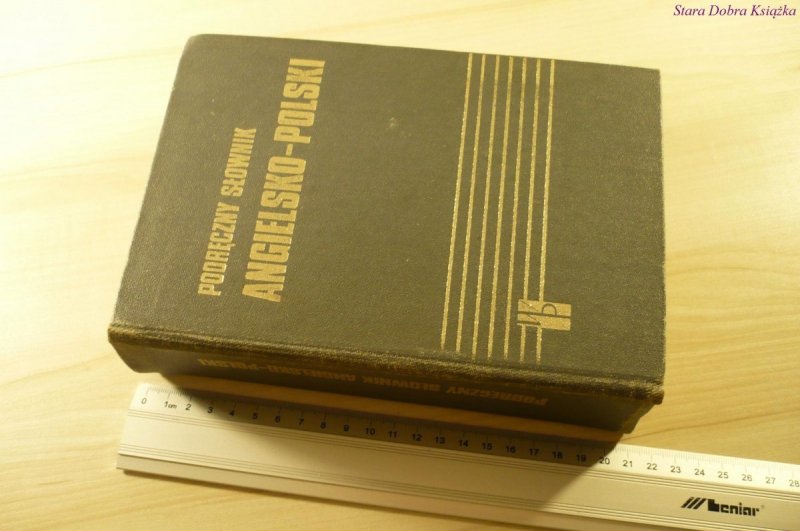 Stara Dobra Książka
PODRĘCZNY SŁOWNIK
ANGIELSKO-POLSKI
PODRĘCZNY SŁOWNIK ANGIELSKO-POLSKI
0 1cm 2 3 4 5 6 7 8 9 10 11 12 13 14 15 16 17 18 19 20 21 22 23 24 25 26 27 28
leniar